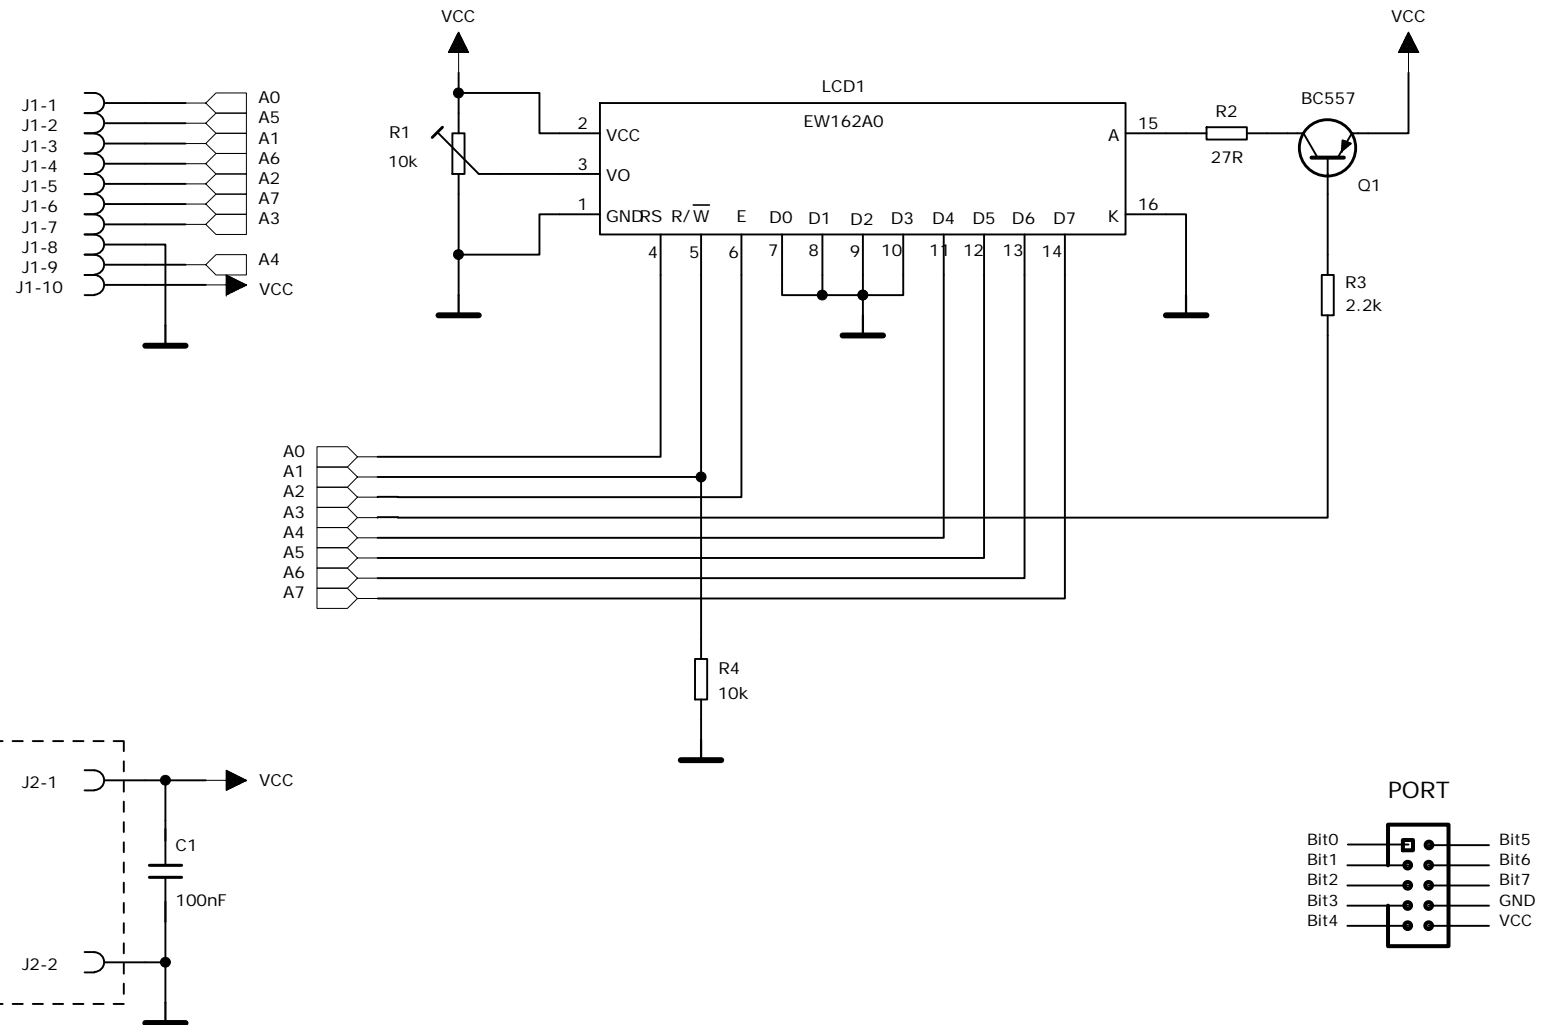 VCC
VCC
LCD1
EW162A0
J1-1
A0
J1-2
A5
J1-3
A1
J1-4
A6
J1-5
A2
J1-6
A7
J1-7
A3
J1-8
J1-9
A4
J1-10
VCC
R1
10k
2
VCC
3
VO
1
GND
RS
R/W
E
D0
D1
D2
D3
D4
D5
D6
D7
4
5
6
7
8
9
10
11
12
13
14
A
15
K
16
R2
27R
BC557
Q1
R3
2.2k
A0
A1
A2
A3
A4
A5
A6
A7
R4
10k
J2-1
VCC
C1
100nF
J2-2
PORT
Bit0
Bit5
Bit1
Bit6
Bit2
Bit7
Bit3
GND
Bit4
VCC